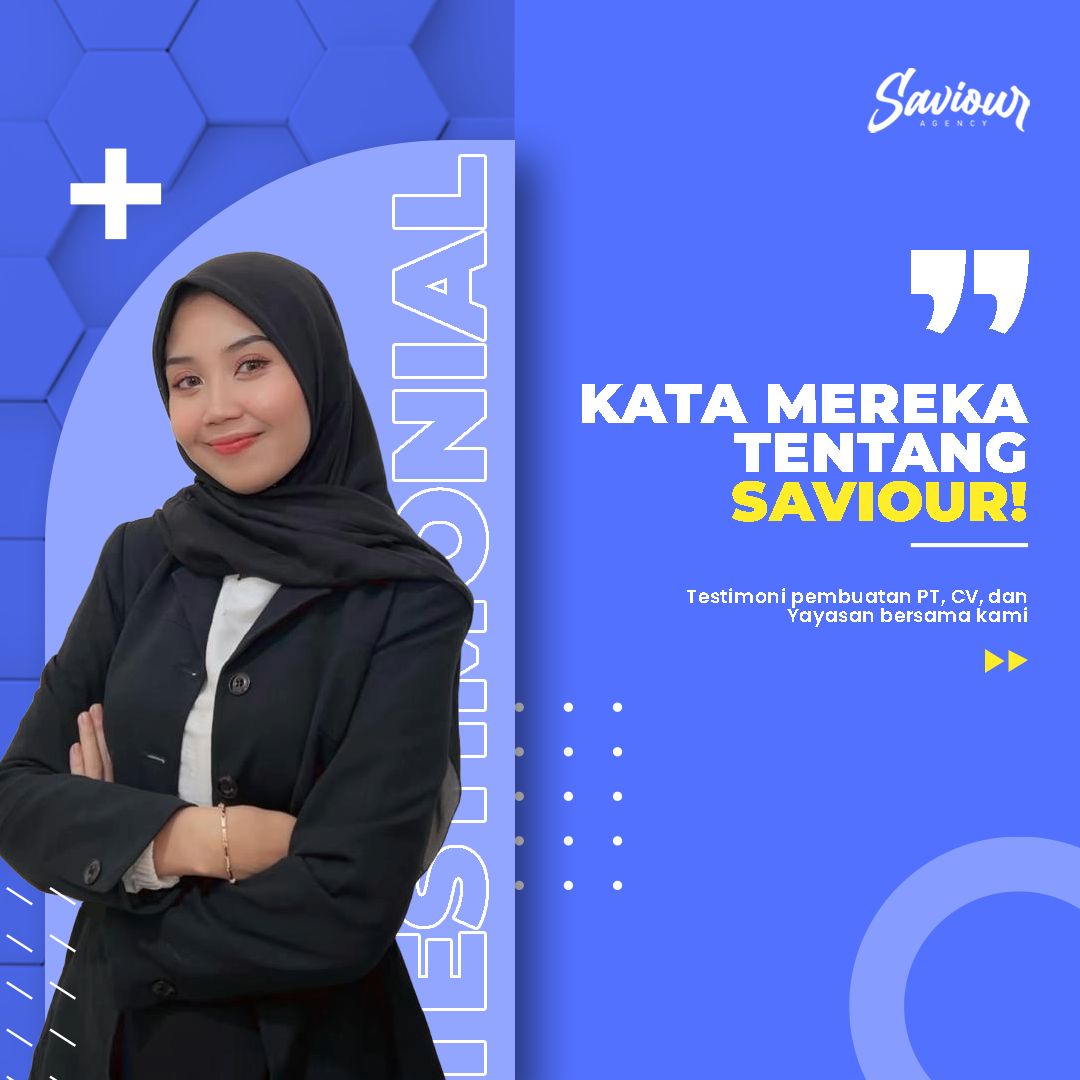 Saviour
AGENCY
TESTIMONIAL
KATA MEREKA
TENTANG
SAVIOUR!
Testimoni pembuatan PT, CV, dan
Yayasan bersama kami